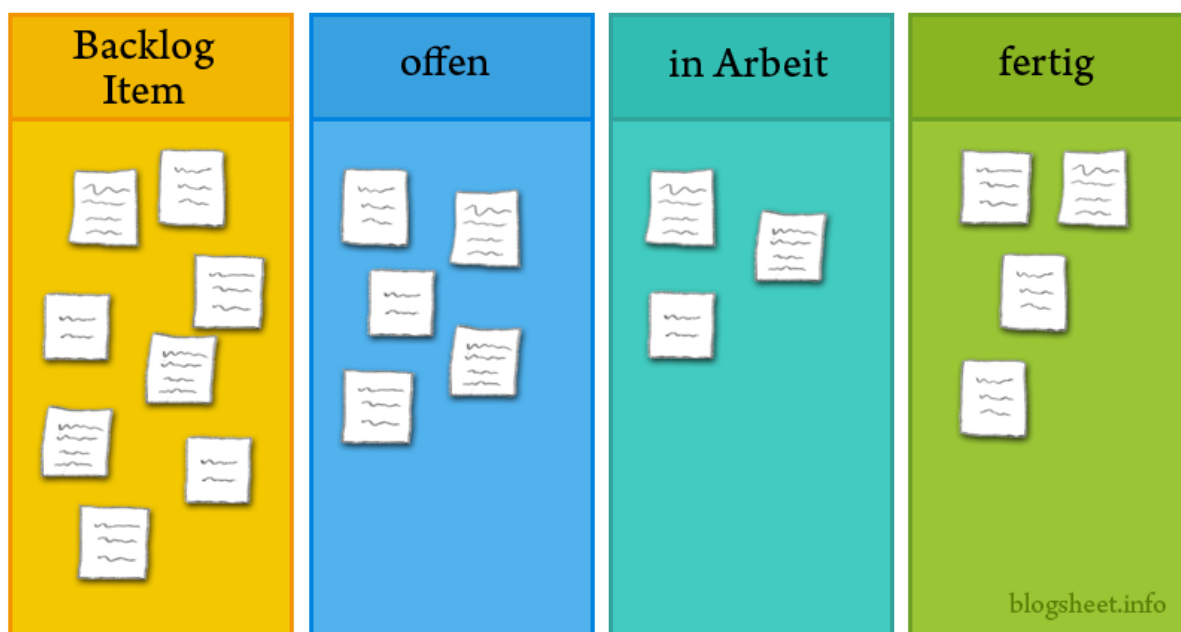 Backlog
Item
offen
in Arbeit
fertig
blogsheet.info